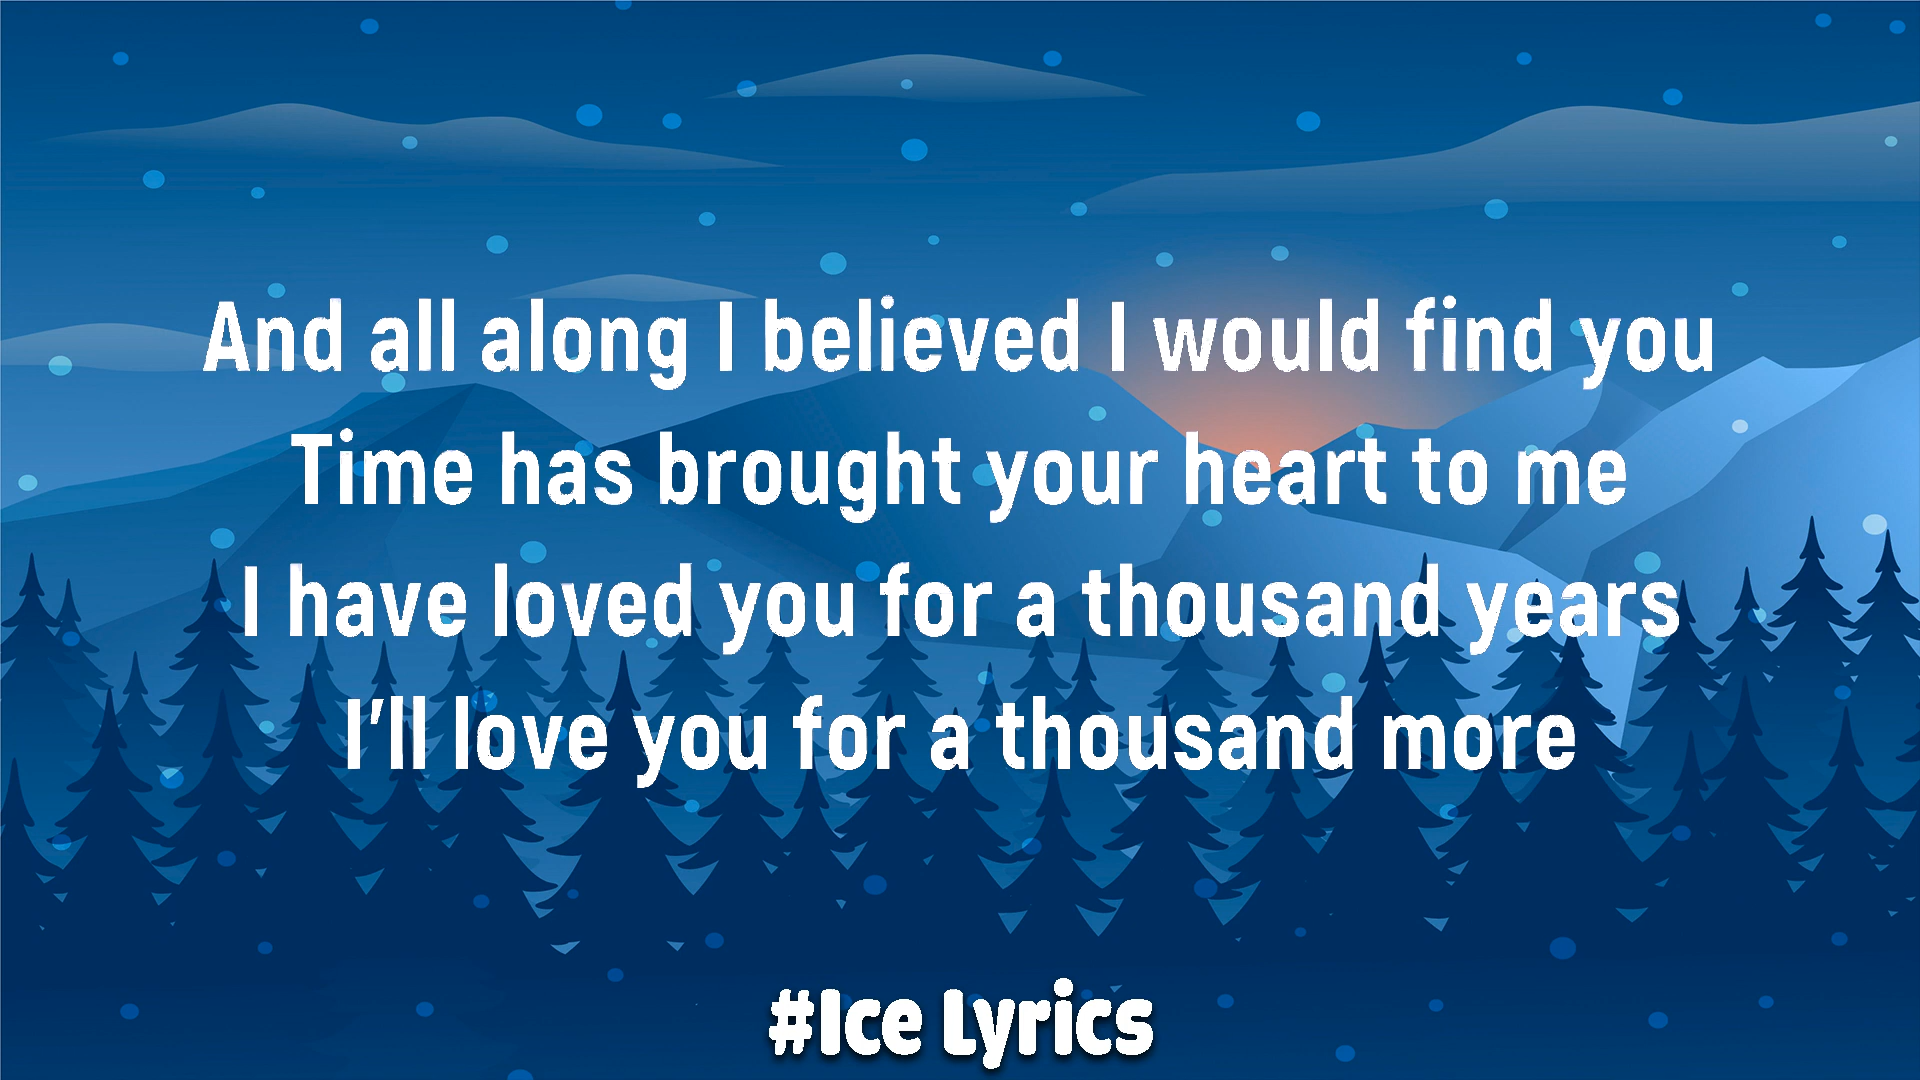 And all along I believed I would find you
Time has brought your heart to me
I have loved you for a thousand years
I'll love you for a thousand more
#Ice Lyrics